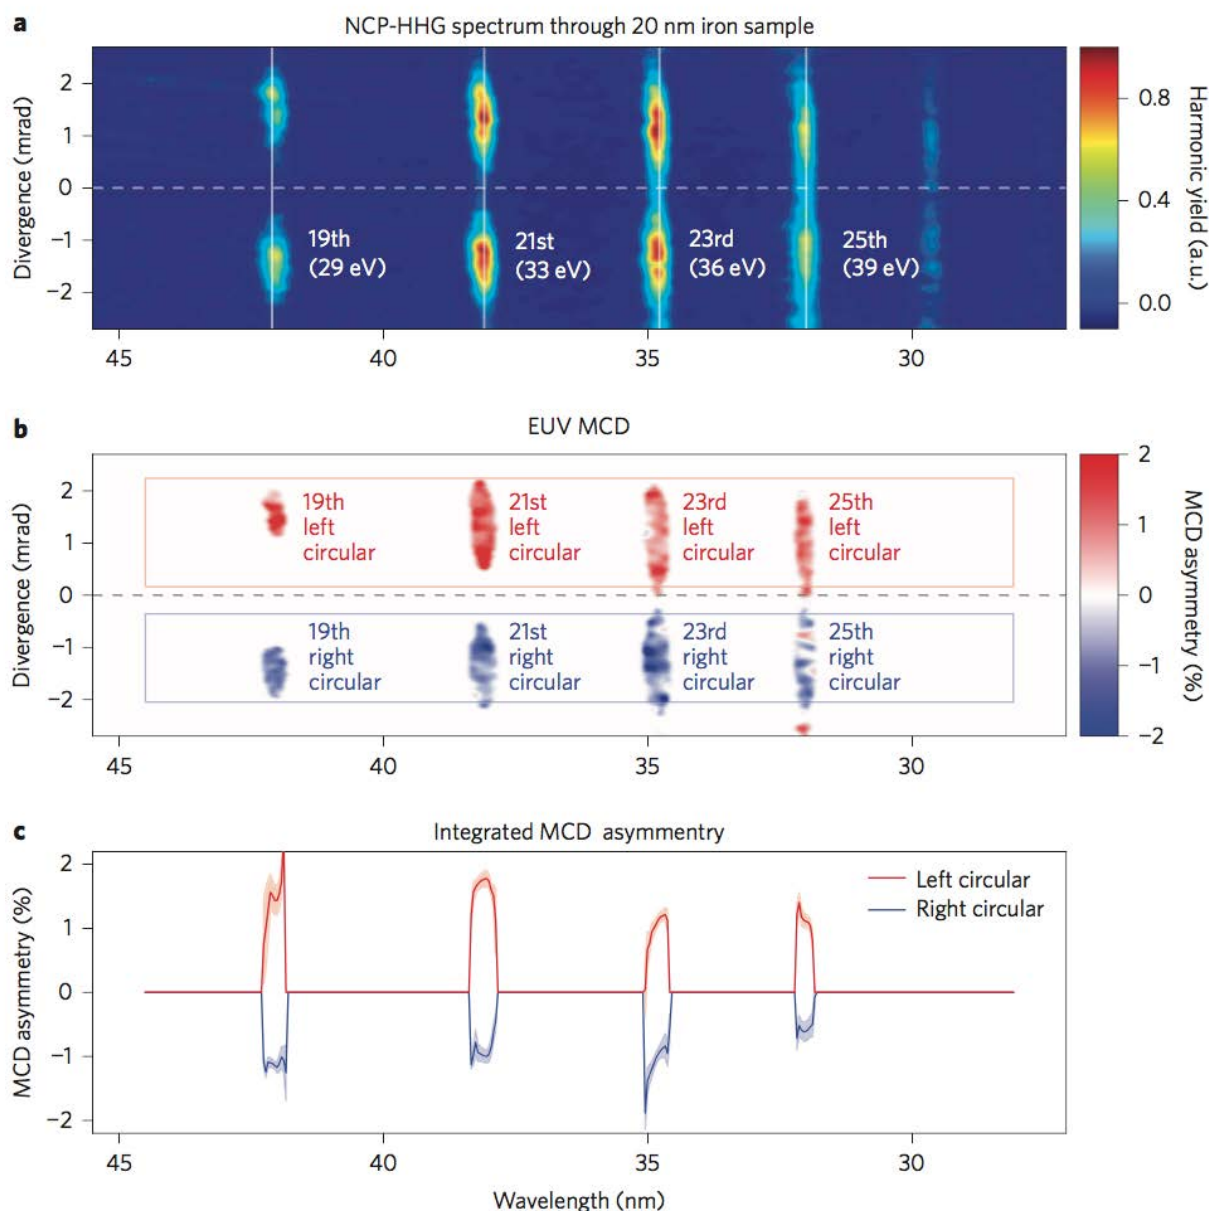 a
NCP-HHG spectrum through 20 nm iron sample
Divergence (mrad)
2
1
0
−1
−2
19th
(29 eV)
21st
(33 eV)
23rd
(36 eV)
25th
(39 eV)
45
40
35
30
0.8
0.4
0.0
Harmonic yield (a.u.)
b
EUV MCD
Divergence (mrad)
2
1
0
−1
−2
19th
left
circular
21st
left
circular
23rd
left
circular
25th
left
circular
19th
right
circular
21st
right
circular
23rd
right
circular
25th
right
circular
45
40
35
30
2
1
0
−1
−2
MCD asymmetry (%)
c
Integrated MCD asymmentry
MCD asymmetry (%)
2
1
0
−1
−2
Left circular
Right circular
45
40
35
30
Wavelength (nm)